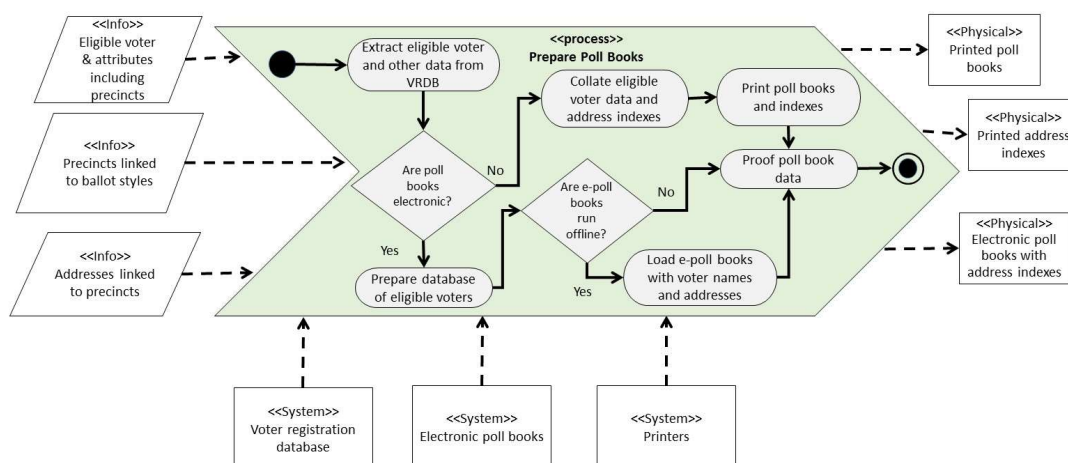 <<Info>>
Eligible voter
& attributes
including
precincts
<<Info>>
Precincts linked
to ballot styles
<<Info>>
Addresses linked
to precincts
<<process>>
Prepare Poll Books
Extract eligible voter
and other data from
VRDB
Collate eligible
voter data and
address indexes
Print poll books
and indexes
Are poll
books
electronic?
No
Yes
Are e-poll
books
run
offline?
No
Yes
Proof poll book
data
Prepare database
of eligible voters
Load e-poll books
with voter names
and addresses
<<Physical>>
Printed poll
books
<<Physical>>
Printed address
indexes
<<Physical>>
Electronic poll
books with
address indexes
<<System>>
Voter registration
database
<<System>>
Electronic poll books
<<System>>
Printers